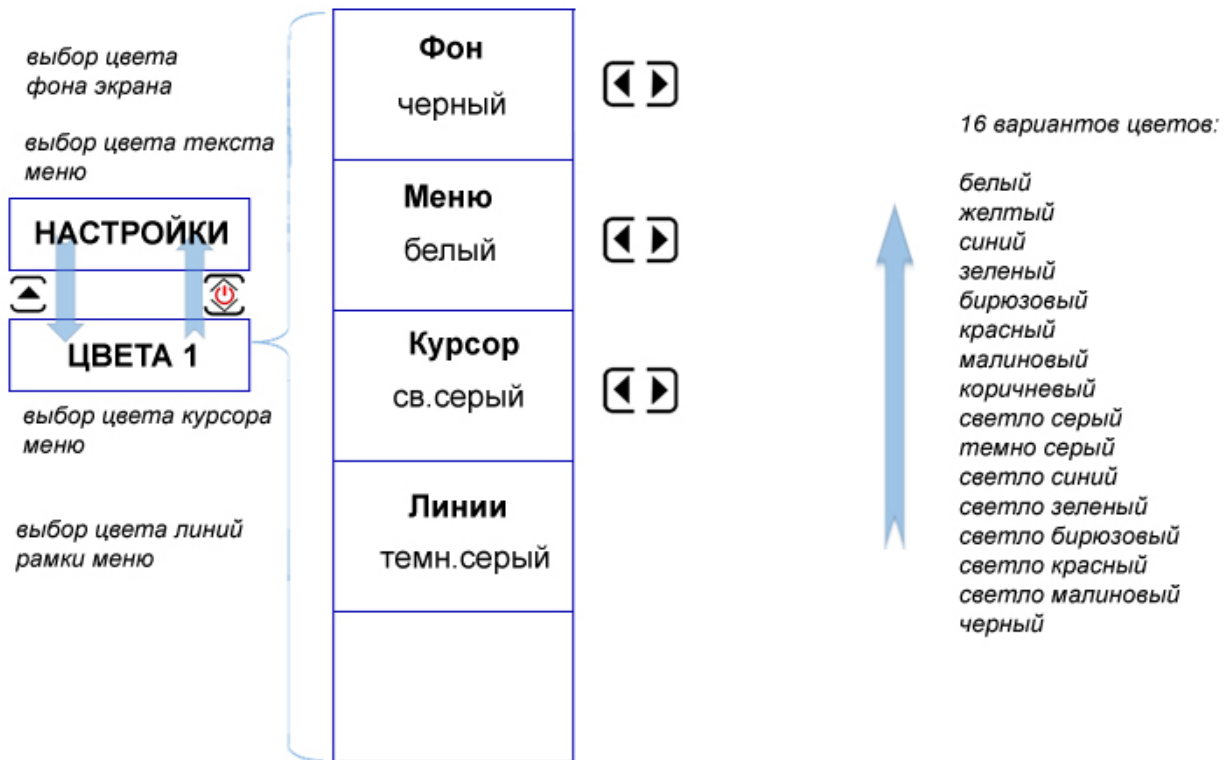 выбор цвета
фона экрана
выбор цвета текста
меню
НАСТРОЙКИ
ЦВЕТА 1
выбор цвета курсора
меню
выбор цвета линий
рамки меню
Фон
черный
Меню
белый
Курсор
св.серый
Линии
темн.серый
16 вариантов цветов:
белый
желтый
синий
зеленый
бирюзовый
красный
малиновый
коричневый
светло серый
темно серый
светло синий
светло зеленый
светло бирюзовый
светло красный
светло малиновый
черный